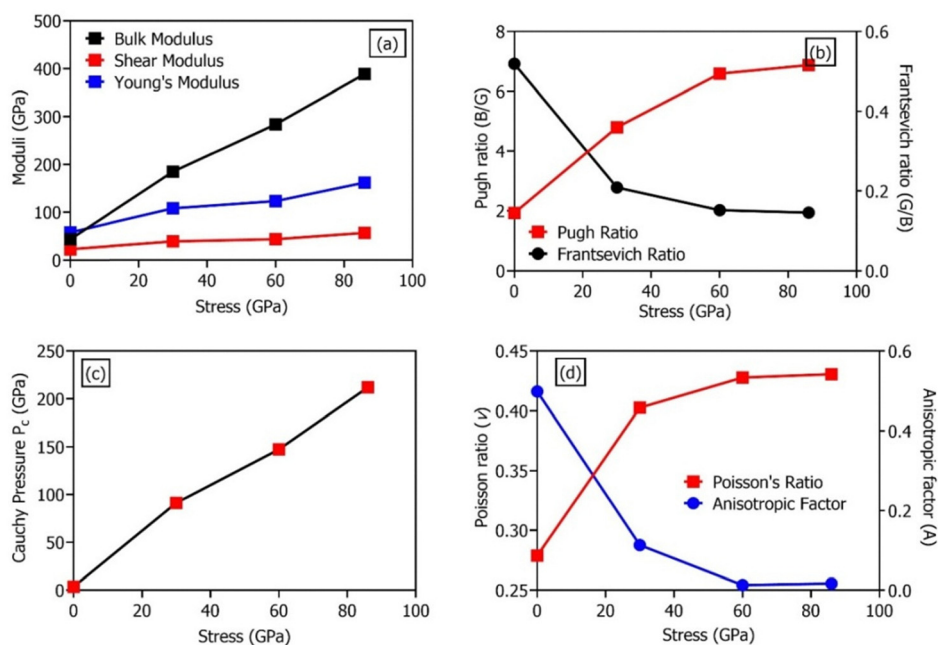 500
400
300
200
100
0
Moduli (GPa)
Bulk Modulus
Shear Modulus
Young's Modulus
(a)
0 20 40 60 80 100
Stress (GPa)
8
6
4
2
0
Pugh ratio (B/G)
(b)
Pugh Ratio
Frantsevich Ratio
0.6
0.4
0.2
0.0
Frantsevich ratio (G/B)
0 20 40 60 80 100
Stress (GPa)
250
200
150
100
50
0
Cauchy Pressure Pc (GPa)
(c)
0 20 40 60 80 100
Stress (GPa)
0.45
0.40
0.35
0.30
0.25
Poisson ratio (v)
(d)
Poisson's Ratio
Anisotropic Factor
0.6
0.4
0.2
0.0
Anisotropic factor (A)
0 20 40 60 80 100
Stress (GPa)